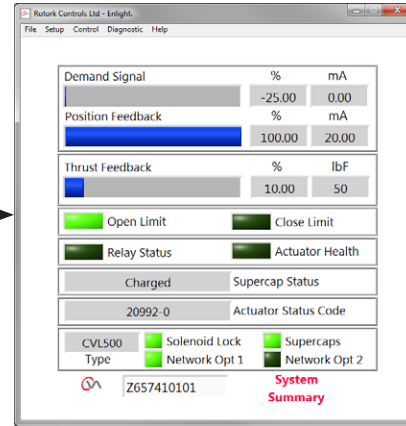 Rotork Controls Ltd - Enlight.
File Setup Control Diagnostic Help
Demand Signal % mA
-25.00 0.00
Position Feedback % mA
100.00 20.00
Thrust Feedback % lbF
10.00 50
Open Limit Close Limit
Relay Status Actuator Health
Charged Supercap Status
20992-0 Actuator Status Code
CVL500 Solenoid Lock Supercaps
Type Network Opt 1 Network Opt 2
Z657410101 System
Summary